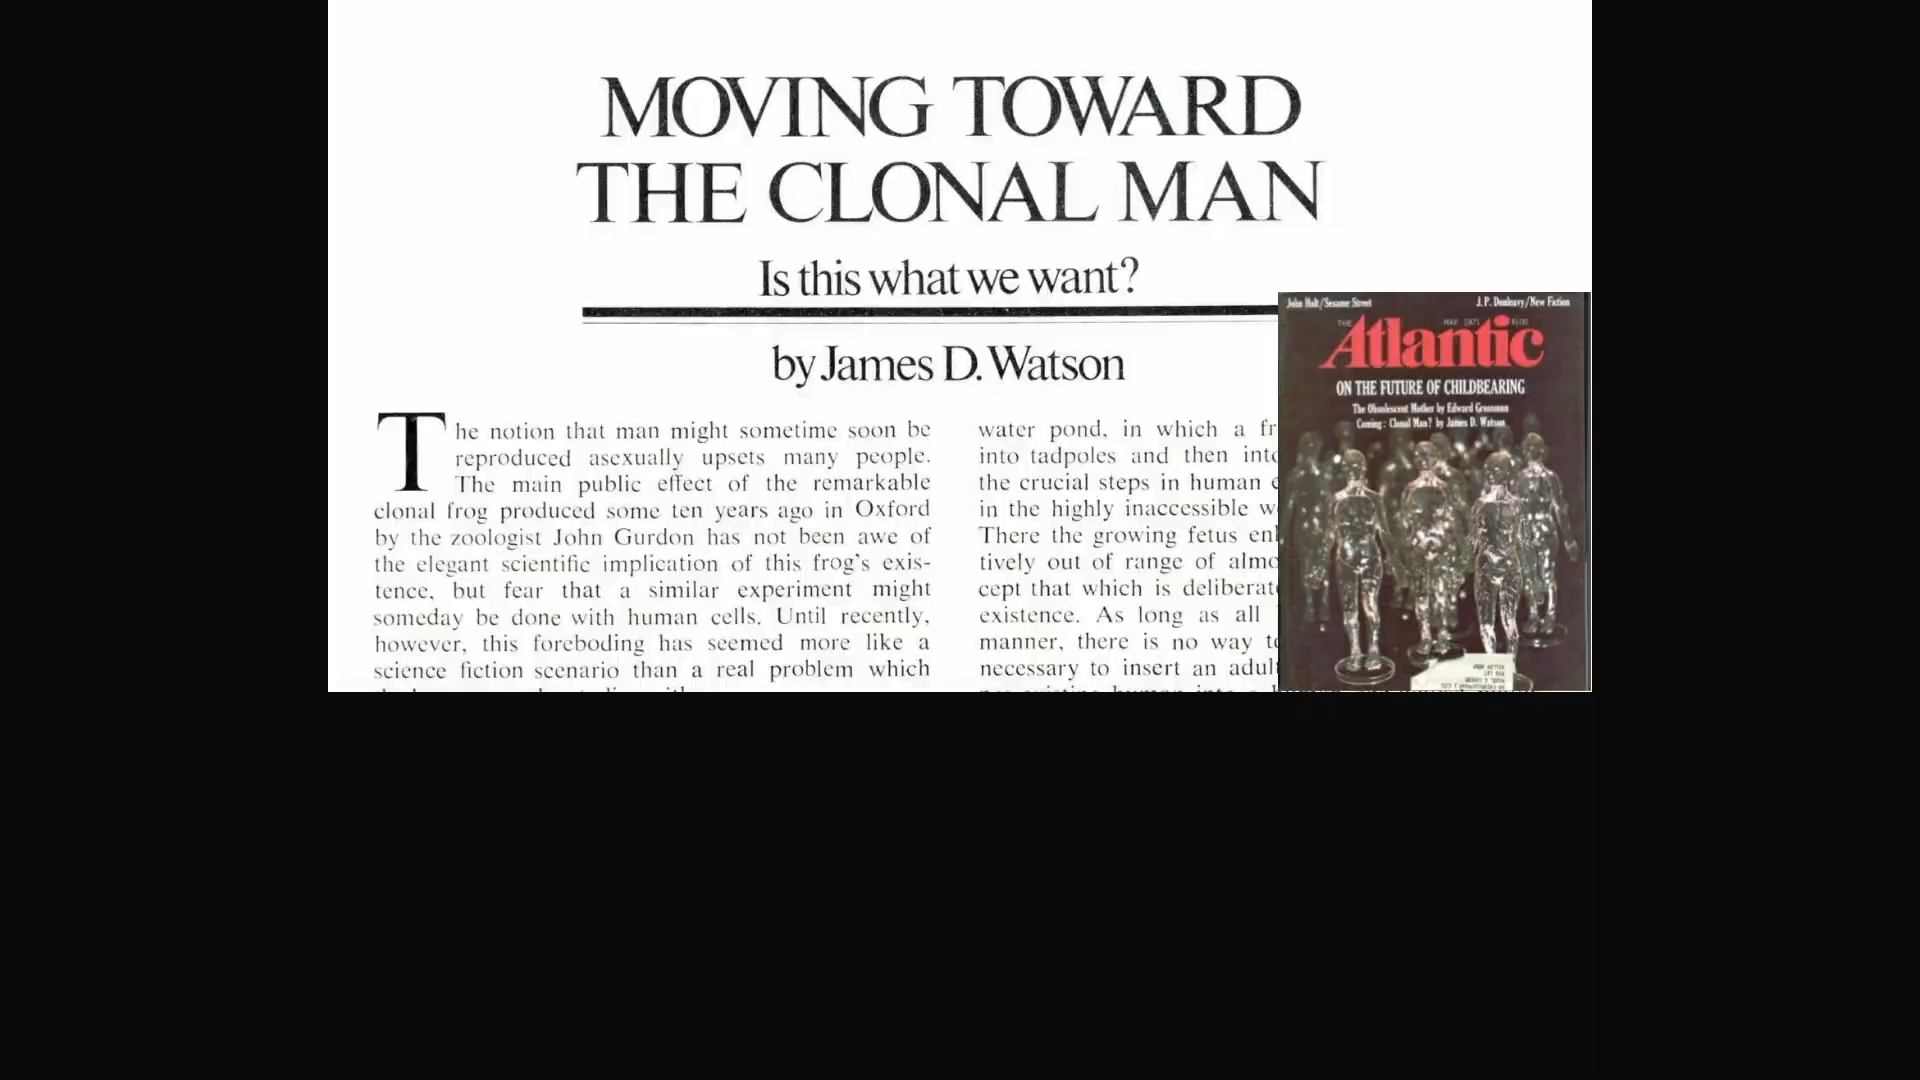 MOVING TOWARD
THE CLONAL MAN
Is this what we want?
by James D. Watson
The notion that man might sometime soon be
reproduced asexually upsets many people.
The main public effect of the remarkable
clonal frog produced some ten years ago in Oxford
by the zoologist John Gurdon has not been awe of
the elegant scientific implication of this frog's exis-
tence, but fear that a similar experiment might
someday be done with human cells. Until recently,
however, this foreboding has seemed more like a
science fiction scenario than a real problem which
water pond, in which a fr
into tadpoles and then into
the crucial steps in human e
in the highly inaccessible w
There the growing fetus enl
tively out of range of almo
cept that which is deliberat
existence. As long as all
manner, there is no way to
necessary to insert an adul
John Holt/Sesame Street
J. P. Donleavy/New Fiction
THE
MAY 1971
$1.00
Atlantic
ON THE FUTURE OF CHILDBEARING
The Obsolescent Mother by Edward Grossman
Coming: Clonal Man? by James D. Watson